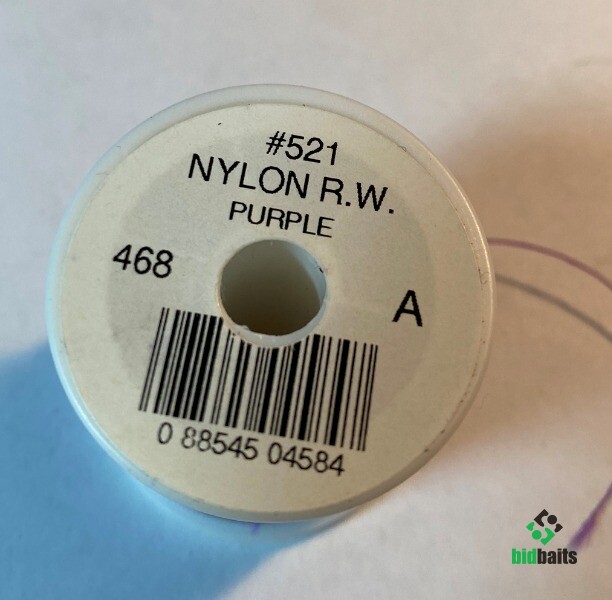 #521
NYLON R.W.
PURPLE
468
A
0 88545 04584
bidbaits